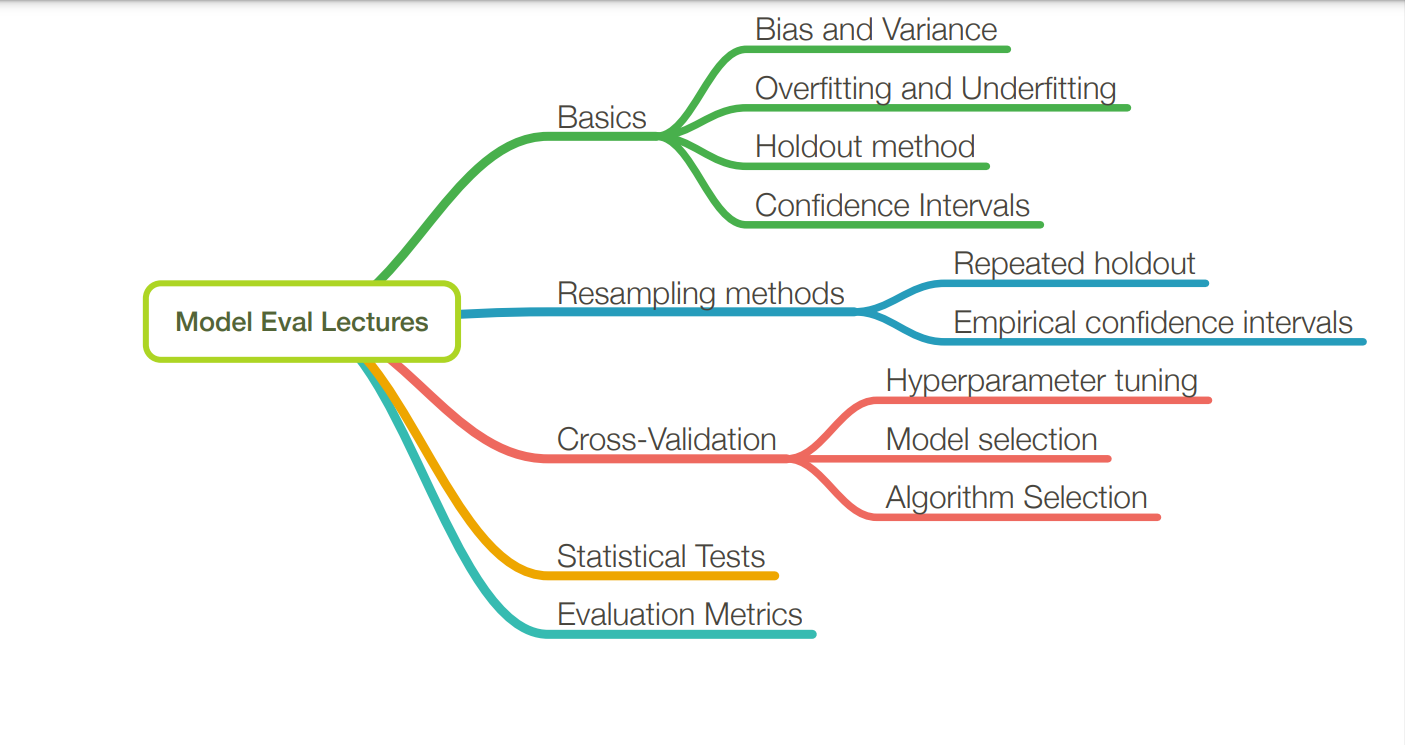 Bias and Variance
Overfitting and Underfitting
Basics
Holdout method
Confidence Intervals
Repeated holdout
Resampling methods
Model Eval Lectures
Empirical confidence intervals
Hyperparameter tuning
Cross-Validation
Model selection
Algorithm Selection
Statistical Tests
Evaluation Metrics